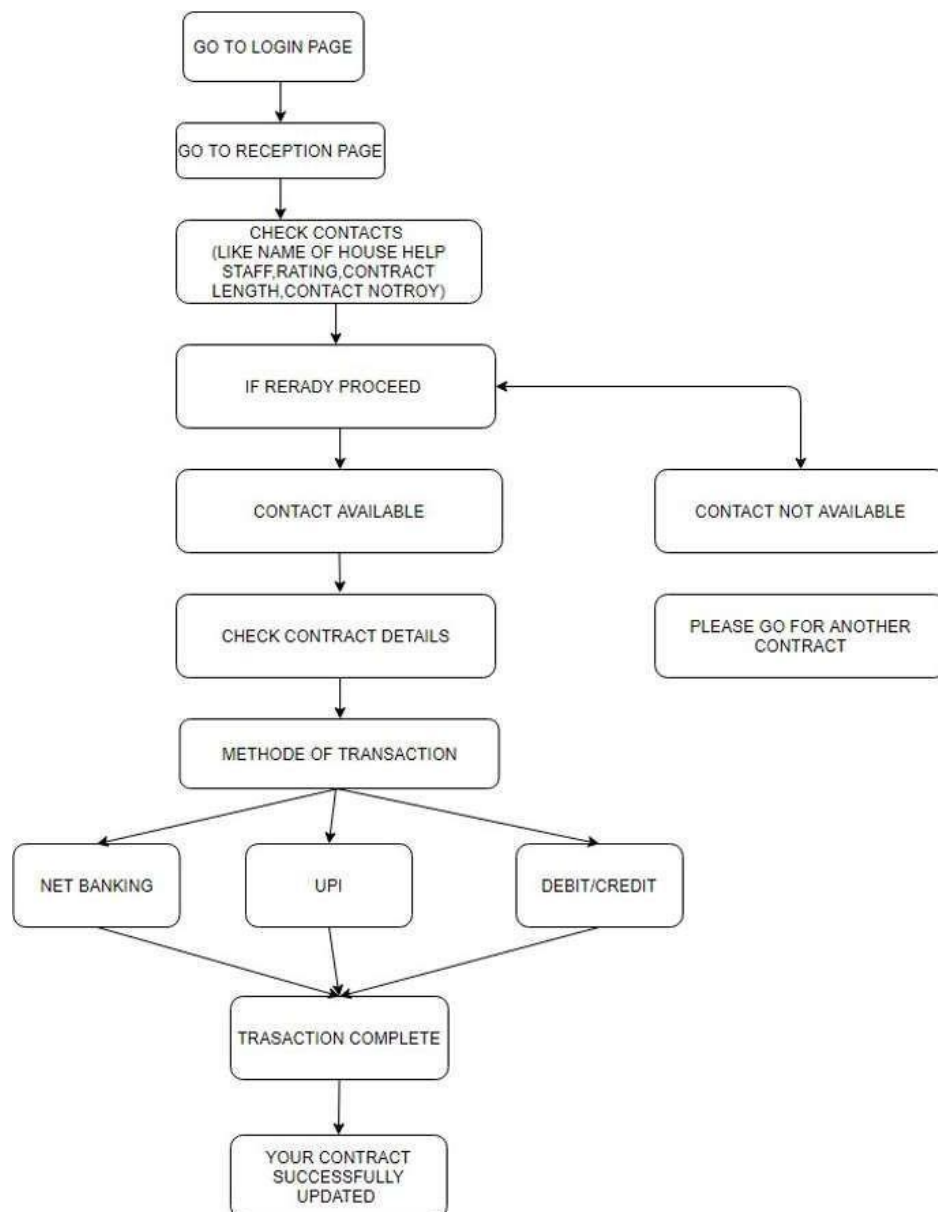 GO TO LOGIN PAGE
GO TO RECEPTION PAGE
CHECK CONTACTS
(LIKE NAME OF HOUSE HELP
STAFF,RATING,CONTRACT
LENGTH,CONTACT NOTROY)
IF RERADY PROCEED
CONTACT AVAILABLE
CONTACT NOT AVAILABLE
CHECK CONTRACT DETAILS
PLEASE GO FOR ANOTHER
CONTRACT
METHODE OF TRANSACTION
NET BANKING
UPI
DEBIT/CREDIT
TRASACTION COMPLETE
YOUR CONTRACT
SUCCESSFULLY
UPDATED